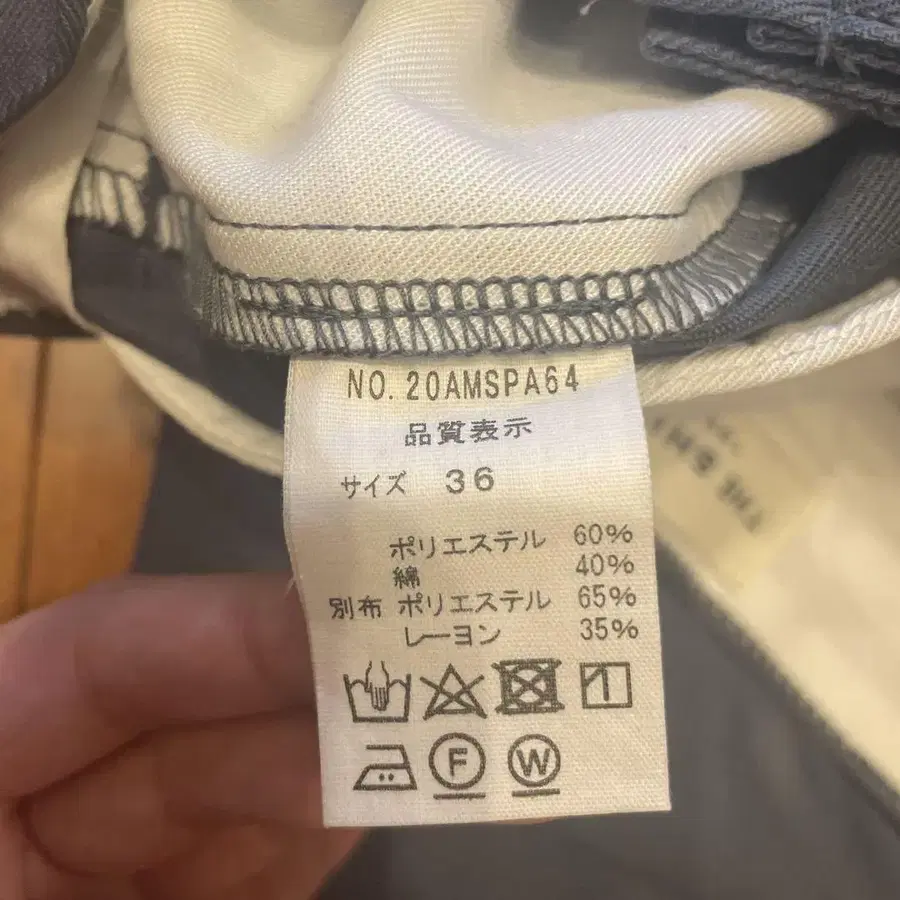 NO. 20AMSPA64
品質表示
サイズ 36
ポリエステル 60%
綿 40%
別布 ポリエステル 65%
レーヨン 35%
F W
THE